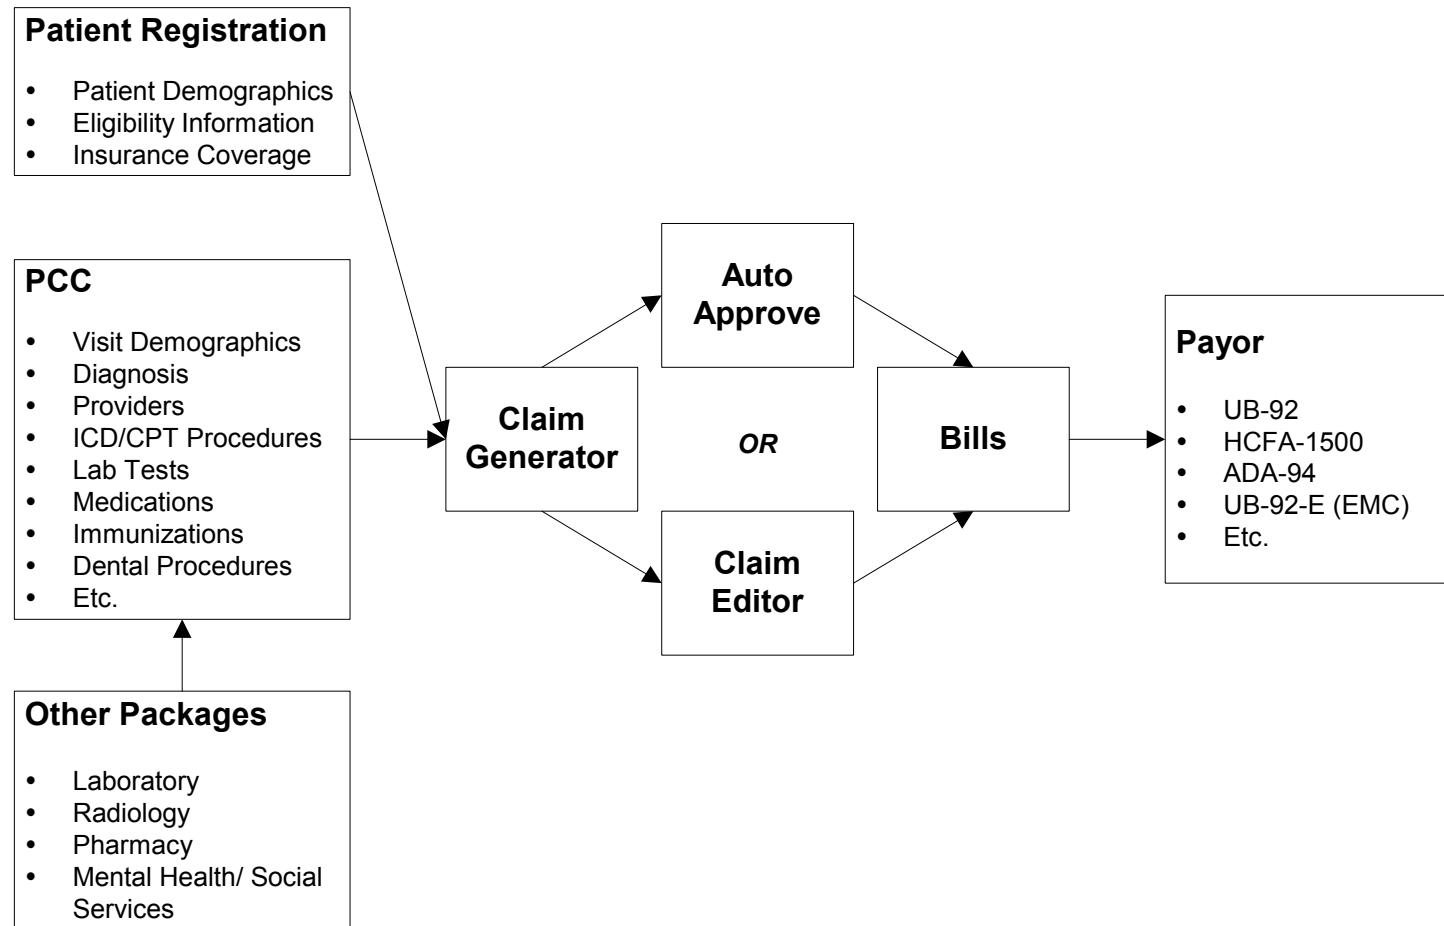 Patient Registration
• Patient Demographics
• Eligibility Information
• Insurance Coverage
PCC
• Visit Demographics
• Diagnosis
• Providers
• ICD/CPT Procedures
• Lab Tests
• Medications
• Immunizations
• Dental Procedures
• Etc.
Other Packages
• Laboratory
• Radiology
• Pharmacy
• Mental Health/ Social
Services
Claim
Generator
Auto
Approve
OR
Claim
Editor
Bills
Payor
• UB-92
• HCFA-1500
• ADA-94
• UB-92-E (EMC)
• Etc.